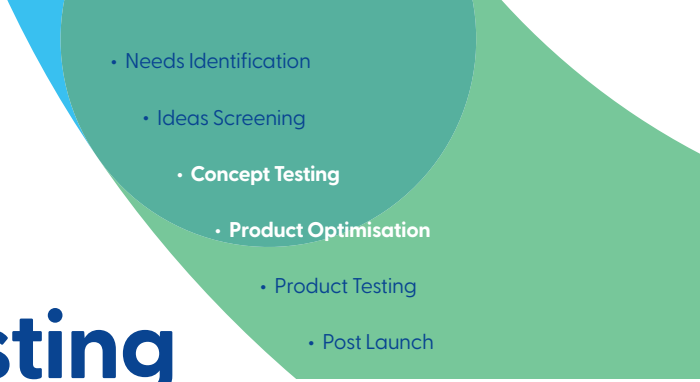 • Needs Identification
• Ideas Screening
• Concept Testing
• Product Optimisation
• Product Testing
• Post Launch
sting